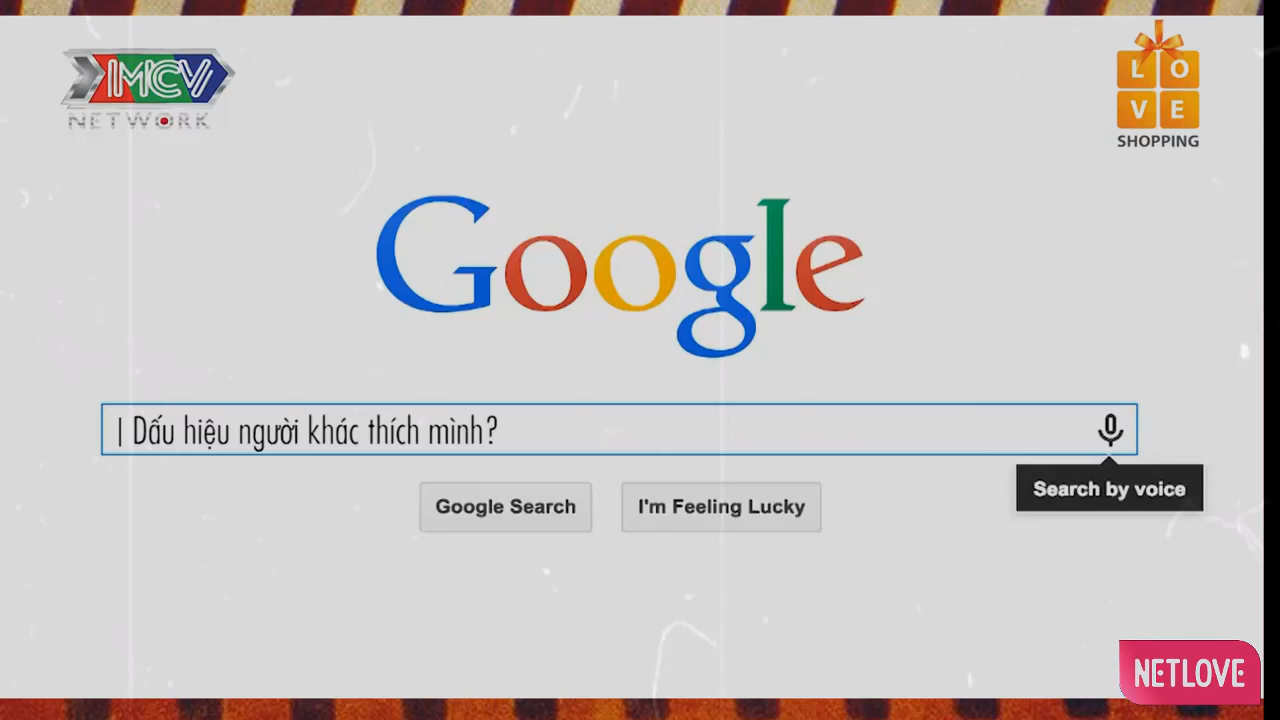 MCV
NETWORK
L O
V E
SHOPPING
Google
Dấu hiệu người khác thích mình?
Search by voice
Google Search
I'm Feeling Lucky
NETLOVE